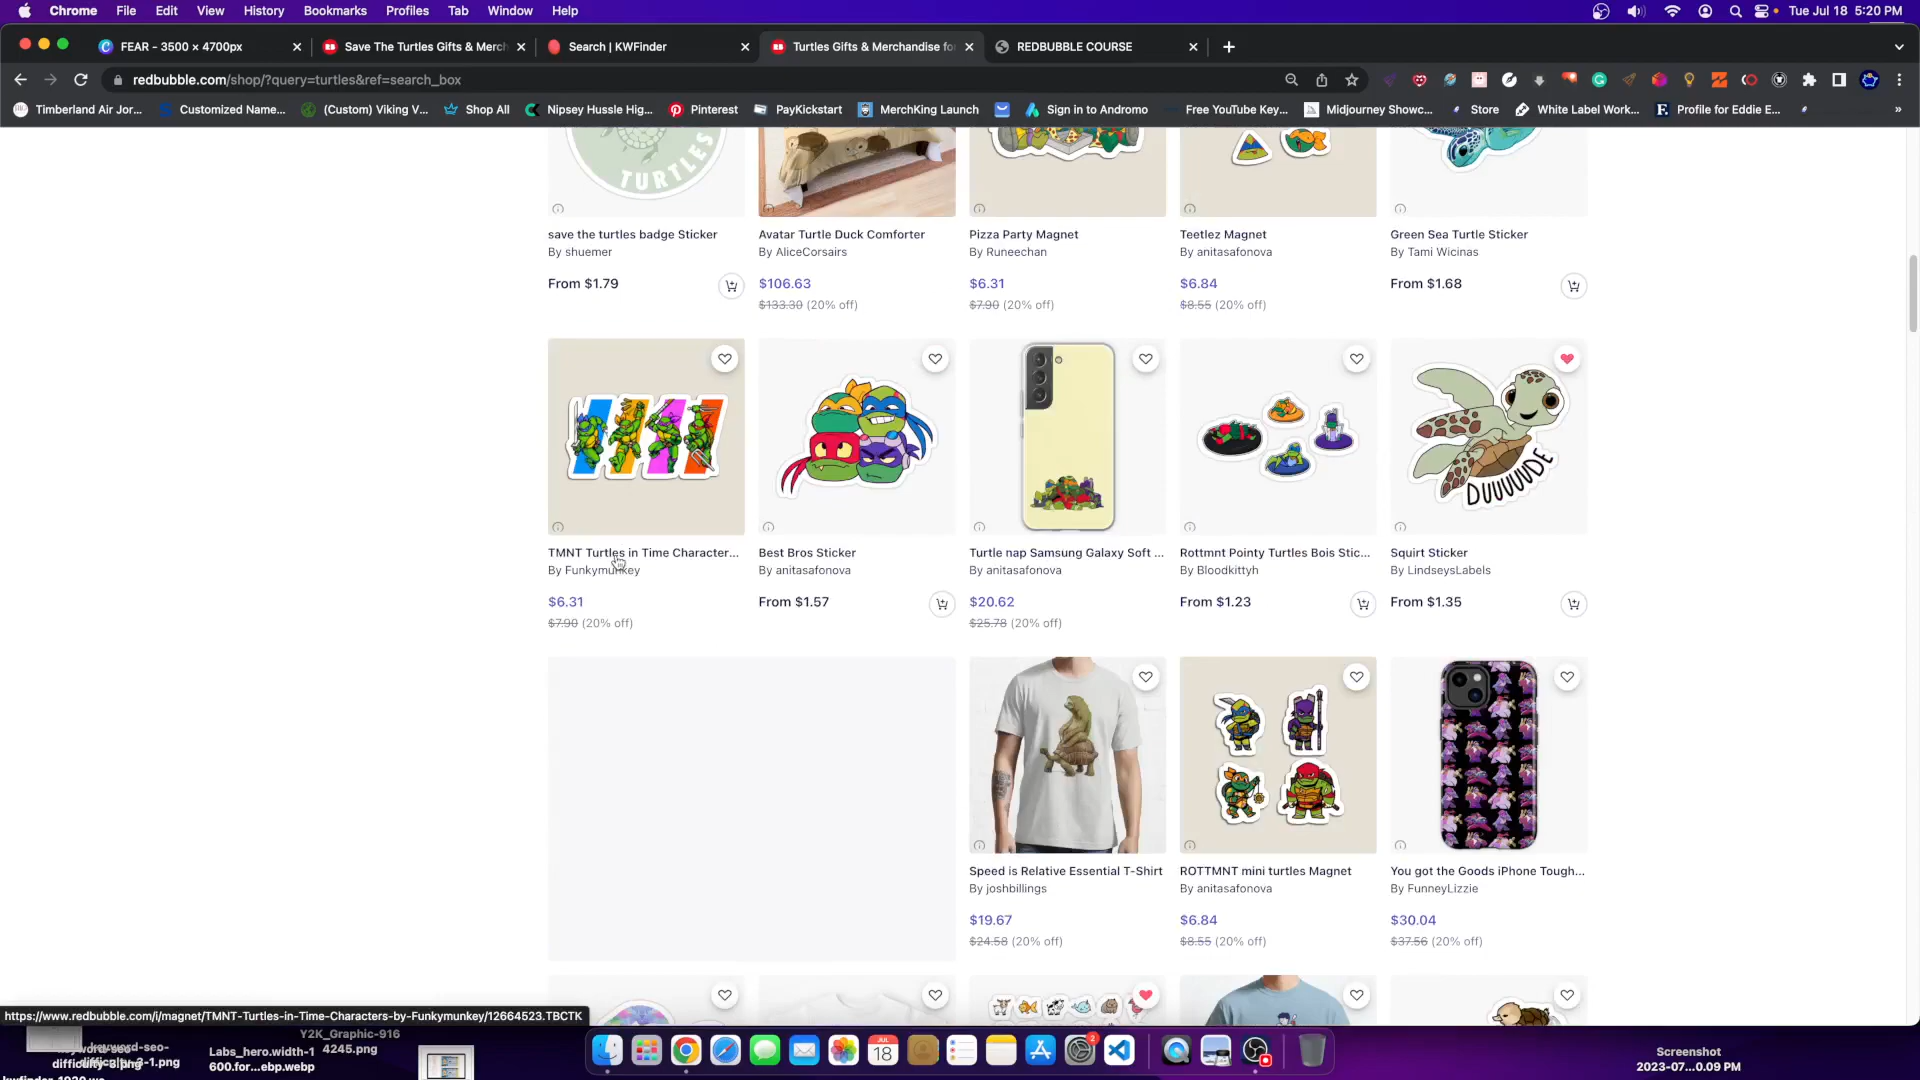 Chrome File Edit View History Bookmarks Profiles Tab Window Help
Tue Jul 18 5:20 PM
FEAR - 3500 × 4700px
Save The Turtles Gifts & Merch
Search | KWFinder
Turtles Gifts & Merchandise fo
REDBUBBLE COURSE
redbubble.com/shop/?query=turtles&ref=search_box
Timberland Air Jor...
Customized Name...
(Custom) Viking V...
Shop All
Nipsey Hussle Hig...
Pinterest
PayKickstart
MerchKing Launch
Sign in to Andromo
Free YouTube Key...
Midjourney Showc...
Store
White Label Work...
Profile for Eddie E...
TURTLES
save the turtles badge Sticker
By shuemer
From $1.79
Avatar Turtle Duck Comforter
By AliceCorsairs
$106.63
$133.30 (20% off)
Pizza Party Magnet
By Runeechan
$6.31
$7.90 (20% off)
Teetlez Magnet
By anitasafonova
$6.84
$8.55 (20% off)
Green Sea Turtle Sticker
By Tami Wicinas
From $1.68
TMNT Turtles in Time Character...
By Funkymunkey
$6.31
$7.90 (20% off)
Best Bros Sticker
By anitasafonova
From $1.57
Turtle nap Samsung Galaxy Soft ...
By anitasafonova
$20.62
$25.78 (20% off)
Rottmnt Pointy Turtles Bois Stic...
By Bloodkittyh
From $1.23
DUUUUUDE
Squirt Sticker
By LindseysLabels
From $1.35
Speed is Relative Essential T-Shirt
By joshbillings
$19.67
$24.58 (20% off)
ROTTMNT mini turtles Magnet
By anitasafonova
$6.84
$8.55 (20% off)
You got the Goods iPhone Tough...
By FunneyLizzie
$30.04
$37.56 (20% off)
https://www.redbubble.com/i/magnet/TMNT-Turtles-in-Time-Characters-by-Funkymunkey/12664523.TBCTK
Y2K_Graphic-916
4245.png
Labs_hero.width-1
600.for...ebp.webp
JUL
18
2
Screenshot
2023-07...0.09 PM